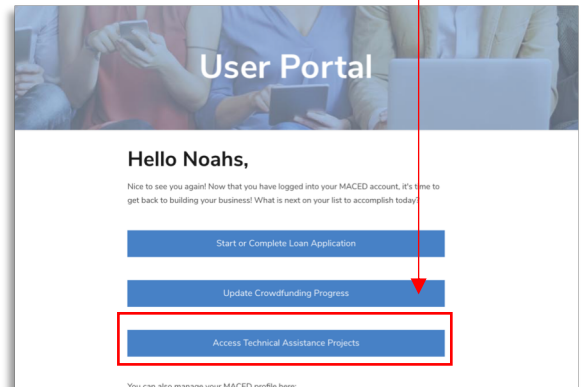 User Portal
Hello Noahs,
Nice to see you again! Now that you have logged into your MACED account, it's time to
get back to building your business! What is next on your list to accomplish today?
Start or Complete Loan Application
Update Crowdfunding Progress
Access Technical Assistance Projects
You can also manage your MACED profile here: